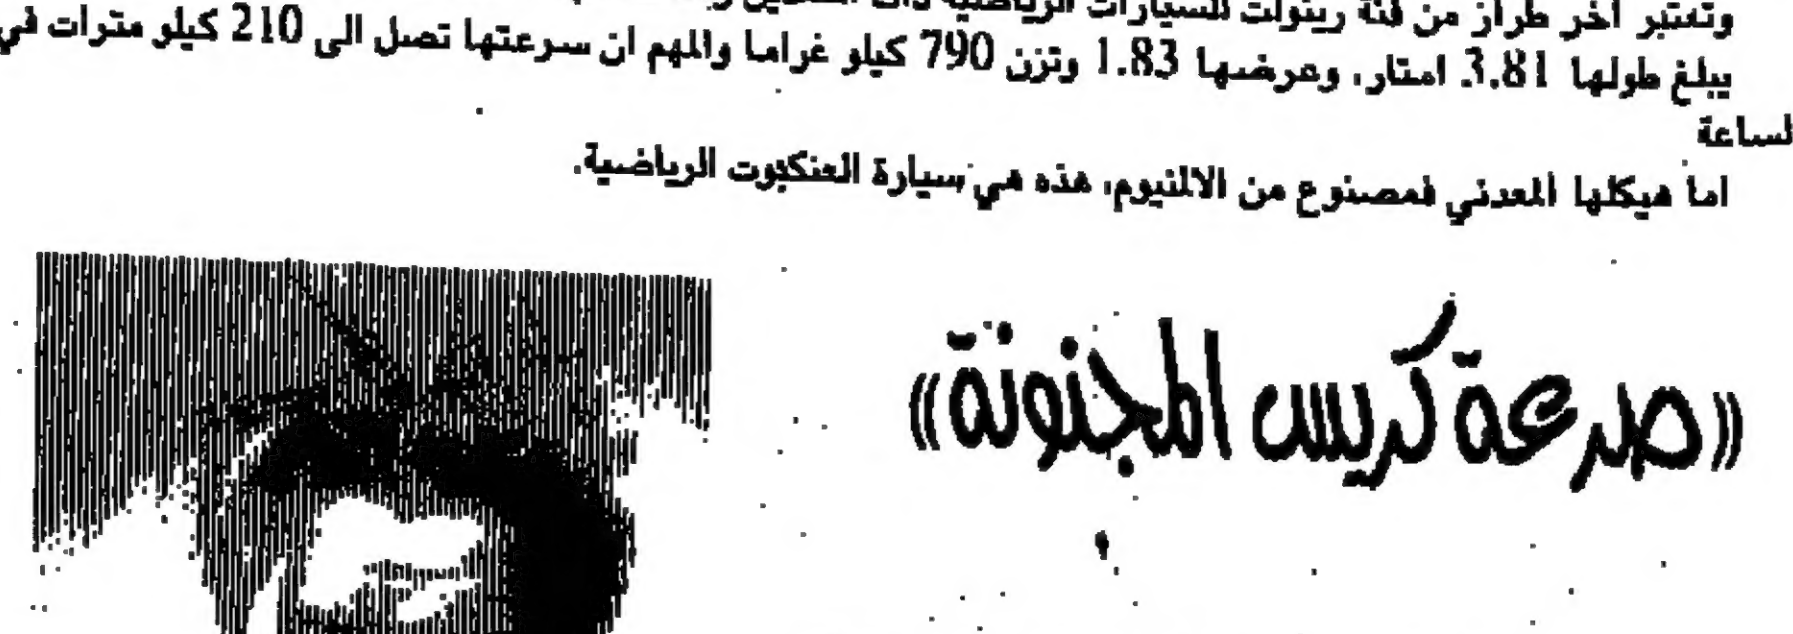 وتعتبر آخر طراز من فئة رينولت للسيارات الرياضية ذات
يبلغ طولها 3.81 امتار، وعرضها 1.83 وتزن 790 كيلو غراما والمهم ان سرعتها تصل الى 210 كيلو مترات في
لساعة
اما هيكلها المعدني فمصنوع من الالنيوم، هذه هي سيارة العنكبوت الرياضية.
«صرعة كريس المجنونة»